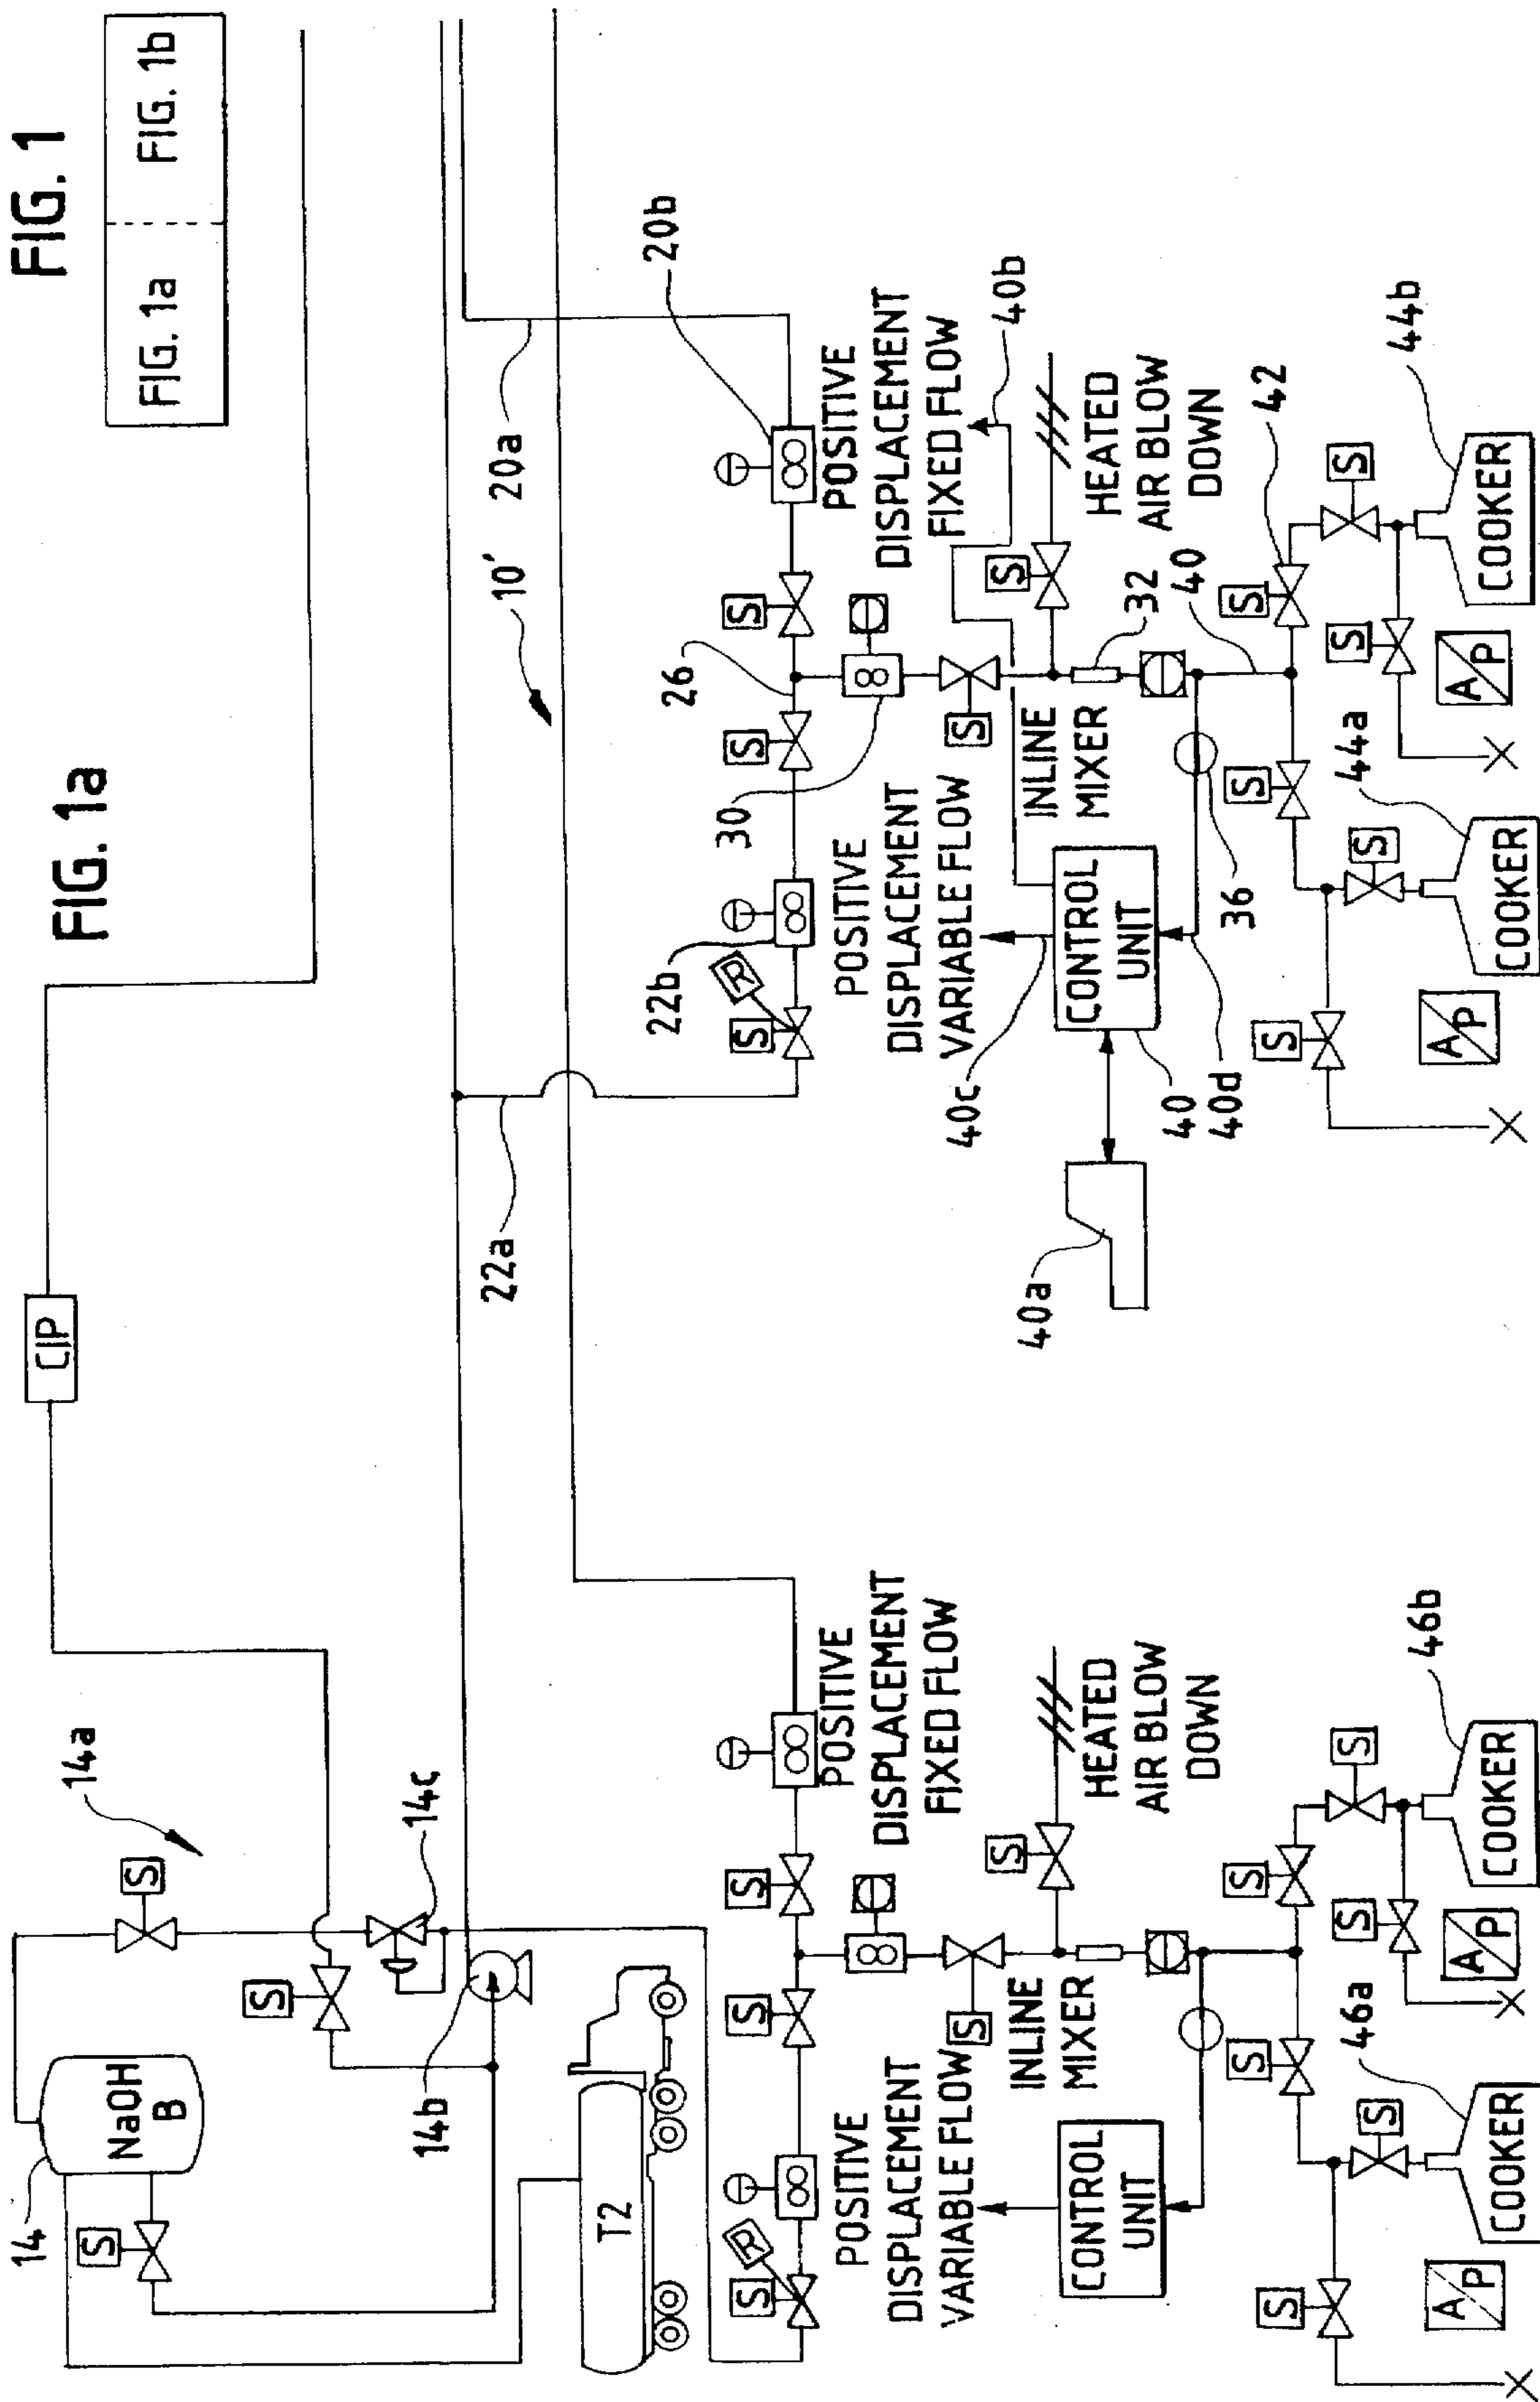 FIG. 1
FIG. 1a
FIG. 1b
FIG. 1a
14
NaOH
B
S
S
14a
S
14c
14b
CIP
T2
10'
20a
22a
S
R
S
S
POSITIVE
DISPLACEMENT
VARIABLE FLOW
POSITIVE
DISPLACEMENT
FIXED FLOW
S
S
INLINE
MIXER
HEATED
AIR BLOW
DOWN
CONTROL
UNIT
S
S
S
S
S
S
46a
46b
COOKER
COOKER
A/P
A/P
S
R
22b
S
26
S
20b
30
POSITIVE
DISPLACEMENT
VARIABLE FLOW
POSITIVE
DISPLACEMENT
FIXED FLOW
S
S
40b
INLINE
MIXER
32
HEATED
AIR BLOW
DOWN
40a
40c
CONTROL
UNIT
40
40d
36
40
42
S
S
S
S
S
S
44a
44b
COOKER
COOKER
A/P
A/P